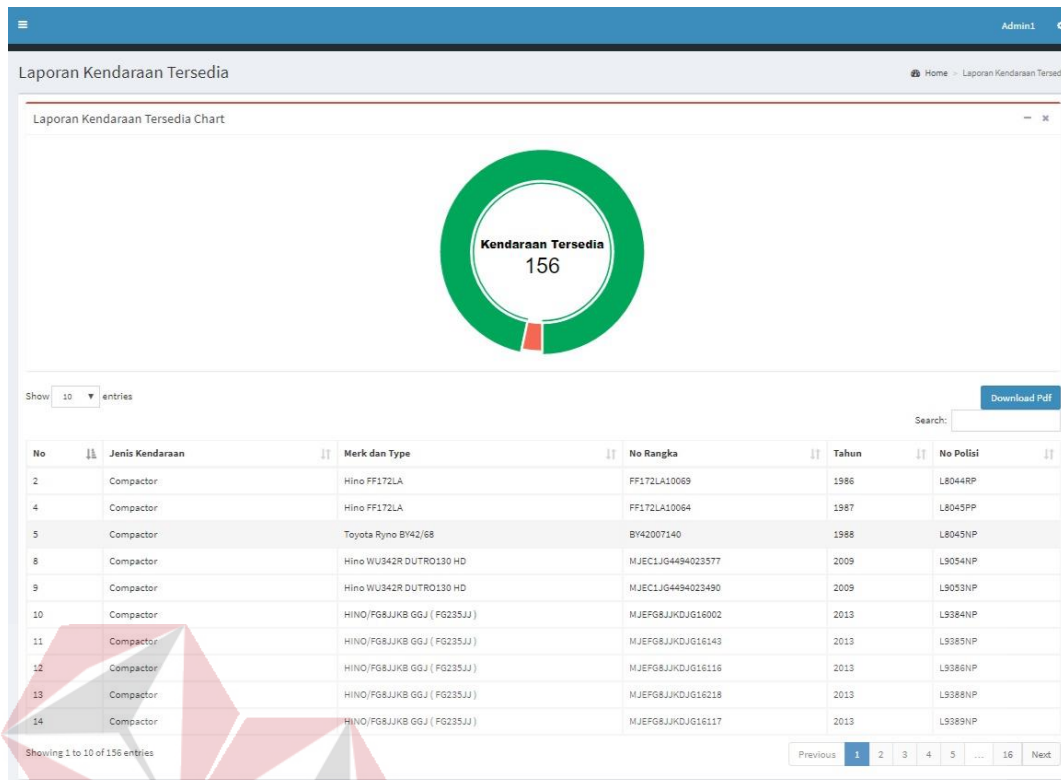 Admin1
Laporan Kendaraan Tersedia
Home > Laporan Kendaraan Tersed
Laporan Kendaraan Tersedia Chart
Kendaraan Tersedia
156
Show 10 entries
Download Pdf
Search:
No Jenis Kendaraan Merk dan Type No Rangka Tahun No Polisi
2 Compactor Hino FF172LA FF172LA10069 1986 L8044RP
4 Compactor Hino FF172LA FF172LA10064 1987 L8045PP
5 Compactor Toyota Ryno BY42/68 BY42007140 1988 L8045NP
8 Compactor Hino WU342R DUTRO130 HD MJEC1JG4494023577 2009 L9054NP
9 Compactor Hino WU342R DUTRO130 HD MJEC1JG4494023490 2009 L9053NP
10 Compactor HINO/FG8JJKB GGJ ( FG235JJ ) MJEFG8JJKDJG16002 2013 L9384NP
11 Compactor HINO/FG8JJKB GGJ ( FG235JJ ) MJEFG8JJKDJG16143 2013 L9385NP
12 Compactor HINO/FG8JJKB GGJ ( FG235JJ ) MJEFG8JJKDJG16116 2013 L9386NP
13 Compactor HINO/FG8JJKB GGJ ( FG235JJ ) MJEFG8JJKDJG16218 2013 L9388NP
14 Compactor HINO/FG8JJKB GGJ ( FG235JJ ) MJEFG8JJKDJG16117 2013 L9389NP
Showing 1 to 10 of 156 entries
Previous 1 2 3 4 5 ... 16 Next